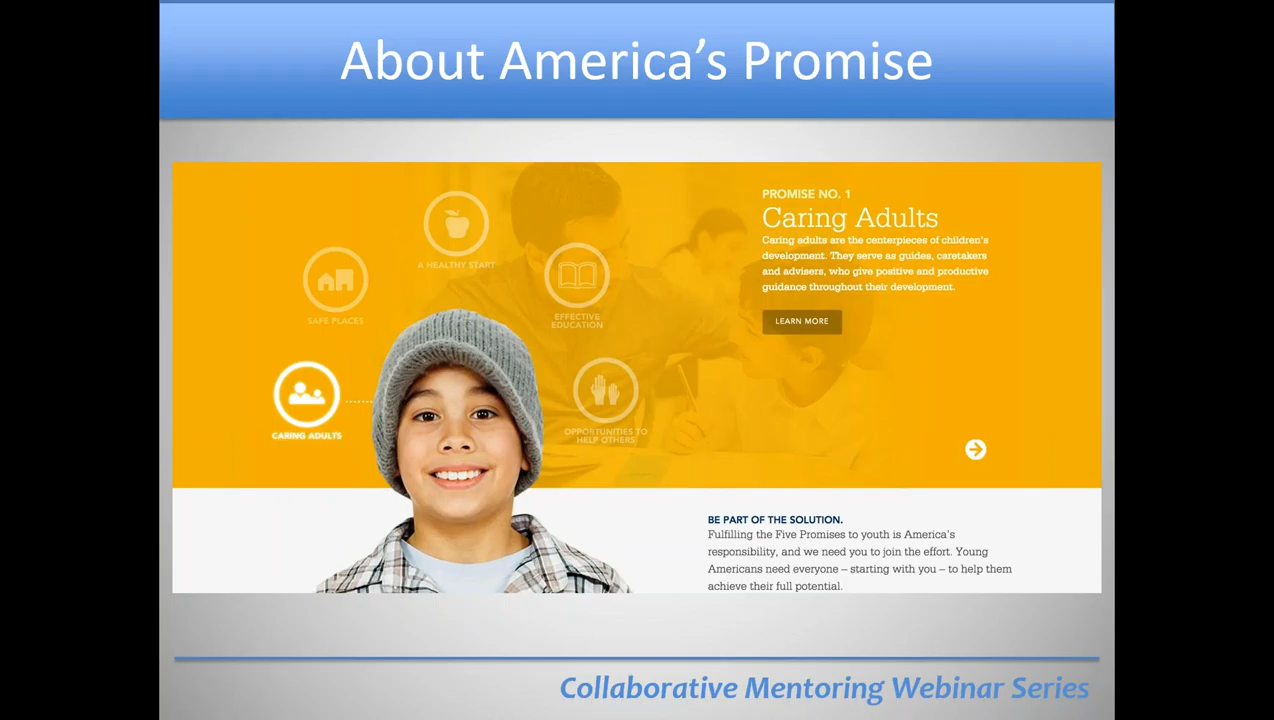 About America's Promise
PROMISE NO. 1
Caring Adults
Caring adults are the centerpieces of children's
development. They serve as guides, caretakers
and advisers, who give positive and productive
guidance throughout their development.
LEARN MORE
A HEALTHY START
SAFE PLACES
EFFECTIVE
EDUCATION
CARING ADULTS
OPPORTUNITIES TO
HELP OTHERS
BE PART OF THE SOLUTION.
Fulfilling the Five Promises to youth is America's
responsibility, and we need you to join the effort. Young
Americans need everyone – starting with you – to help them
achieve their full potential.
Collaborative Mentoring Webinar Series